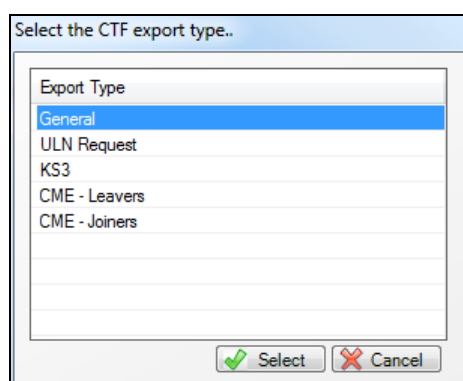 Select the CTF export type..
Export Type
General
ULN Request
KS3
CME - Leavers
CME - Joiners
Select Cancel